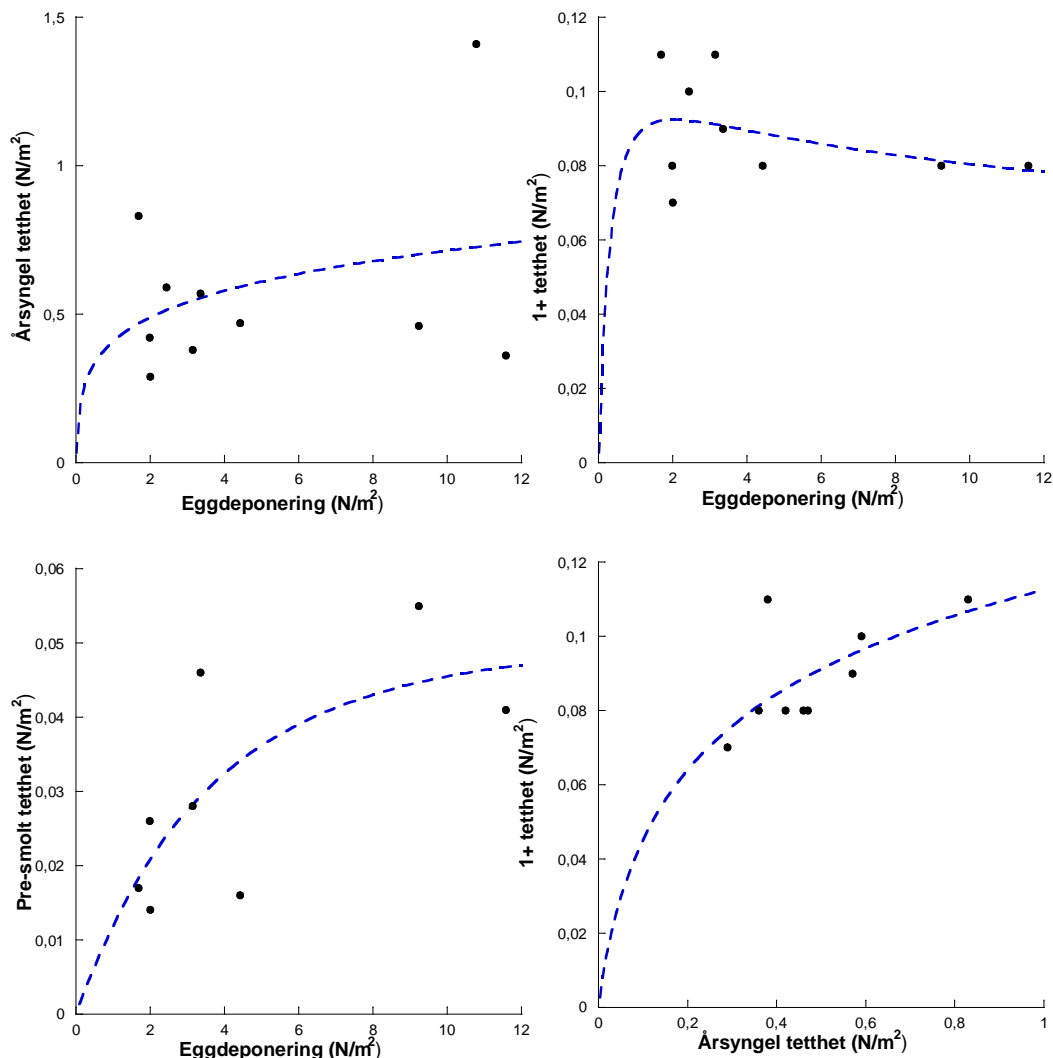 1,5
1
0,5
0
Årsyngel tetthet (N/m²)
0 2 4 6 8 10 12
Eggdeponering (N/m²)
0,12
0,1
0,08
0,06
0,04
0,02
0
1+ tetthet (N/m²)
0 2 4 6 8 10 12
Eggdeponering (N/m²)
0,06
0,05
0,04
0,03
0,02
0,01
0
Pre-smolt tetthet (N/m²)
0 2 4 6 8 10 12
Eggdeponering (N/m²)
0,12
0,1
0,08
0,06
0,04
0,02
0
1+ tetthet (N/m²)
0 0,2 0,4 0,6 0,8 1
Årsyngel tetthet (N/m²)